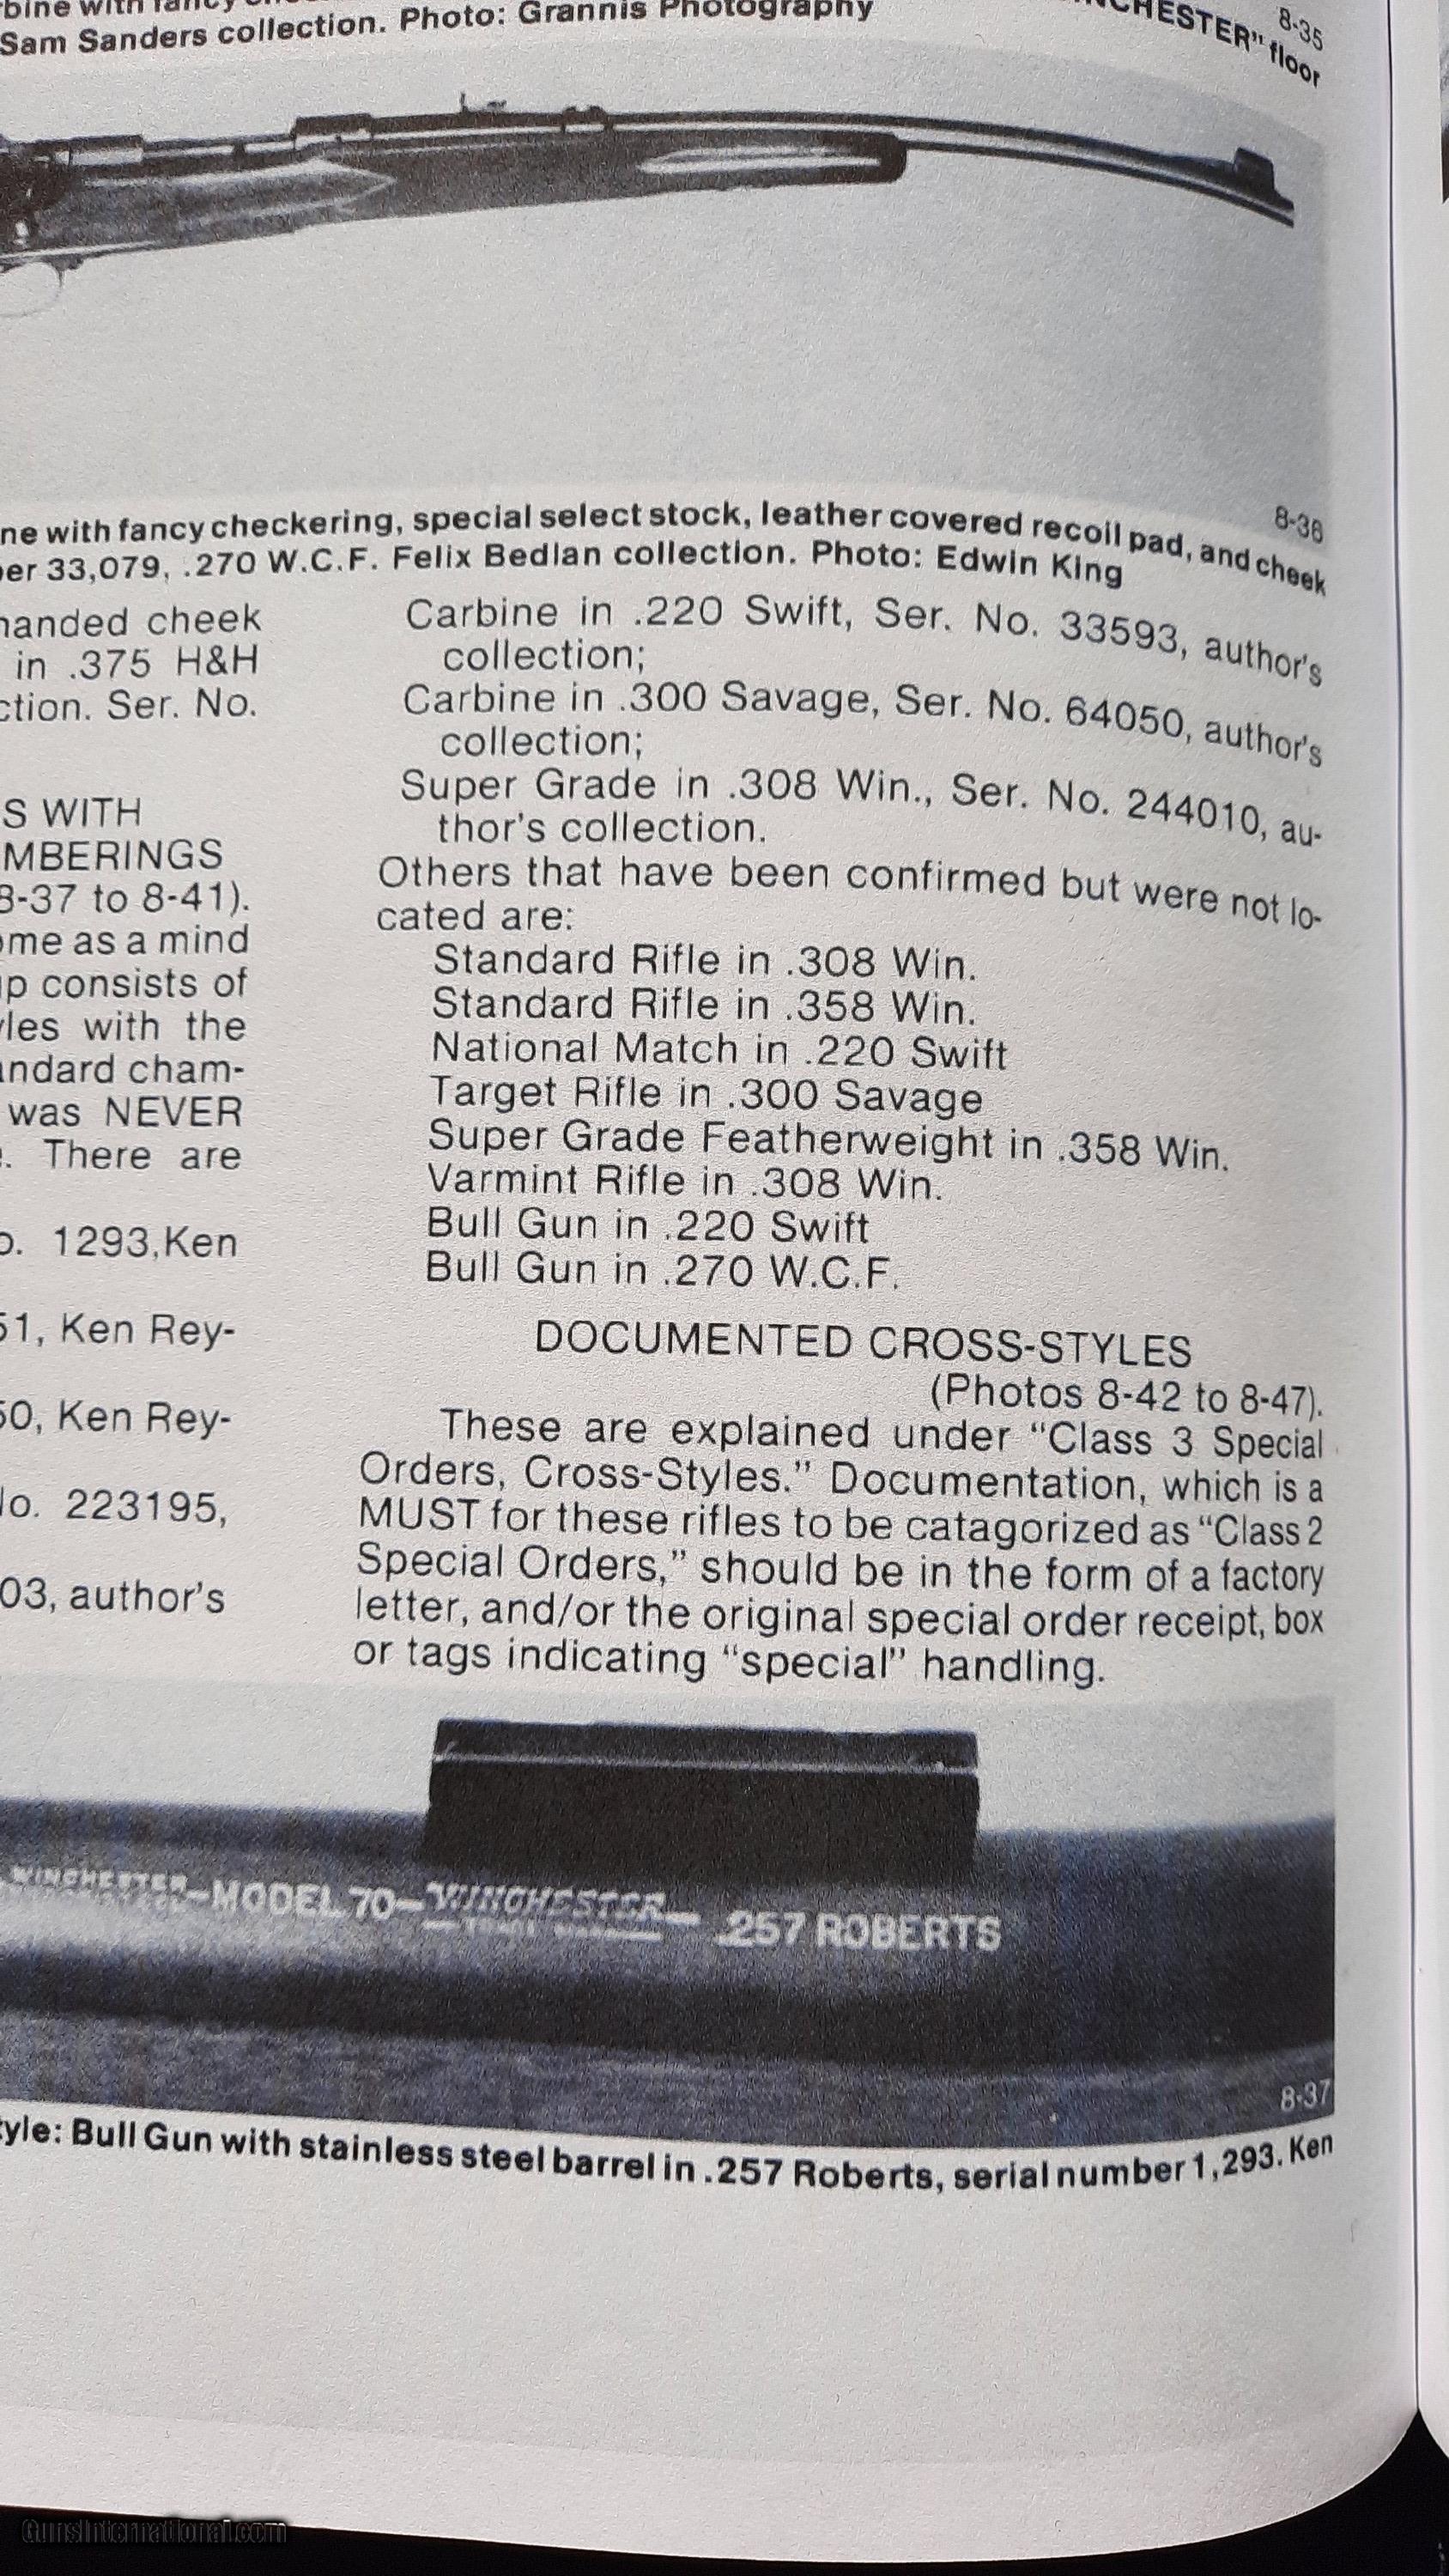 Sam Sanders collection. Photo: Grannis Photography
CHESTER" floor
8-35
8-36
ne with fancy checkering, special select stock, leather covered recoil pad, and cheek
er 33,079, .270 W.C.F. Felix Bedlan collection. Photo: Edwin King
handed cheek
in .375 H&H
ction. Ser. No.
S WITH
MBERINGS
8-37 to 8-41).
ome as a mind
up consists of
yles with the
andard cham-
was NEVER
. There are
o. 1293,Ken
51, Ken Rey-
50, Ken Rey-
No. 223195,
03, author's
Carbine in .220 Swift, Ser. No. 33593, author's
collection;
Carbine in .300 Savage, Ser. No. 64050, author's
collection;
Super Grade in .308 Win., Ser. No. 244010, au-
thor's collection.
Others that have been confirmed but were not lo-
cated are:
Standard Rifle in .308 Win.
Standard Rifle in .358 Win.
National Match in .220 Swift
Target Rifle in .300 Savage
Super Grade Featherweight in .358 Win.
Varmint Rifle in .308 Win.
Bull Gun in .220 Swift
Bull Gun in .270 W.C.F.
DOCUMENTED CROSS-STYLES
(Photos 8-42 to 8-47).
These are explained under "Class 3 Special
Orders, Cross-Styles." Documentation, which is a
MUST for these rifles to be catagorized as "Class 2
Special Orders," should be in the form of a factory
letter, and/or the original special order receipt, box
or tags indicating "special" handling.
WINCHESTER-MODEL 70-WINCHESTER- .257 ROBERTS
8-37
tyle: Bull Gun with stainless steel barrel in .257 Roberts, serial number 1,293. Ken
GunsInternational.com